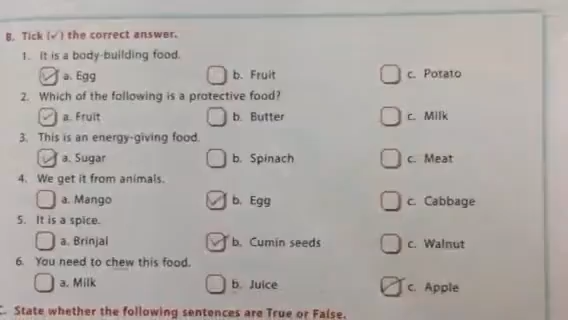 B. Tick (✓) the correct answer.
1. It is a body-building food.
a. Egg b. Fruit c. Potato
2. Which of the following is a protective food?
a. Fruit b. Butter c. Milk
3. This is an energy-giving food.
a. Sugar b. Spinach c. Meat
4. We get it from animals.
a. Mango b. Egg c. Cabbage
5. It is a spice.
a. Brinjal b. Cumin seeds c. Walnut
6. You need to chew this food.
a. Milk b. Juice c. Apple
C. State whether the following sentences are True or False.